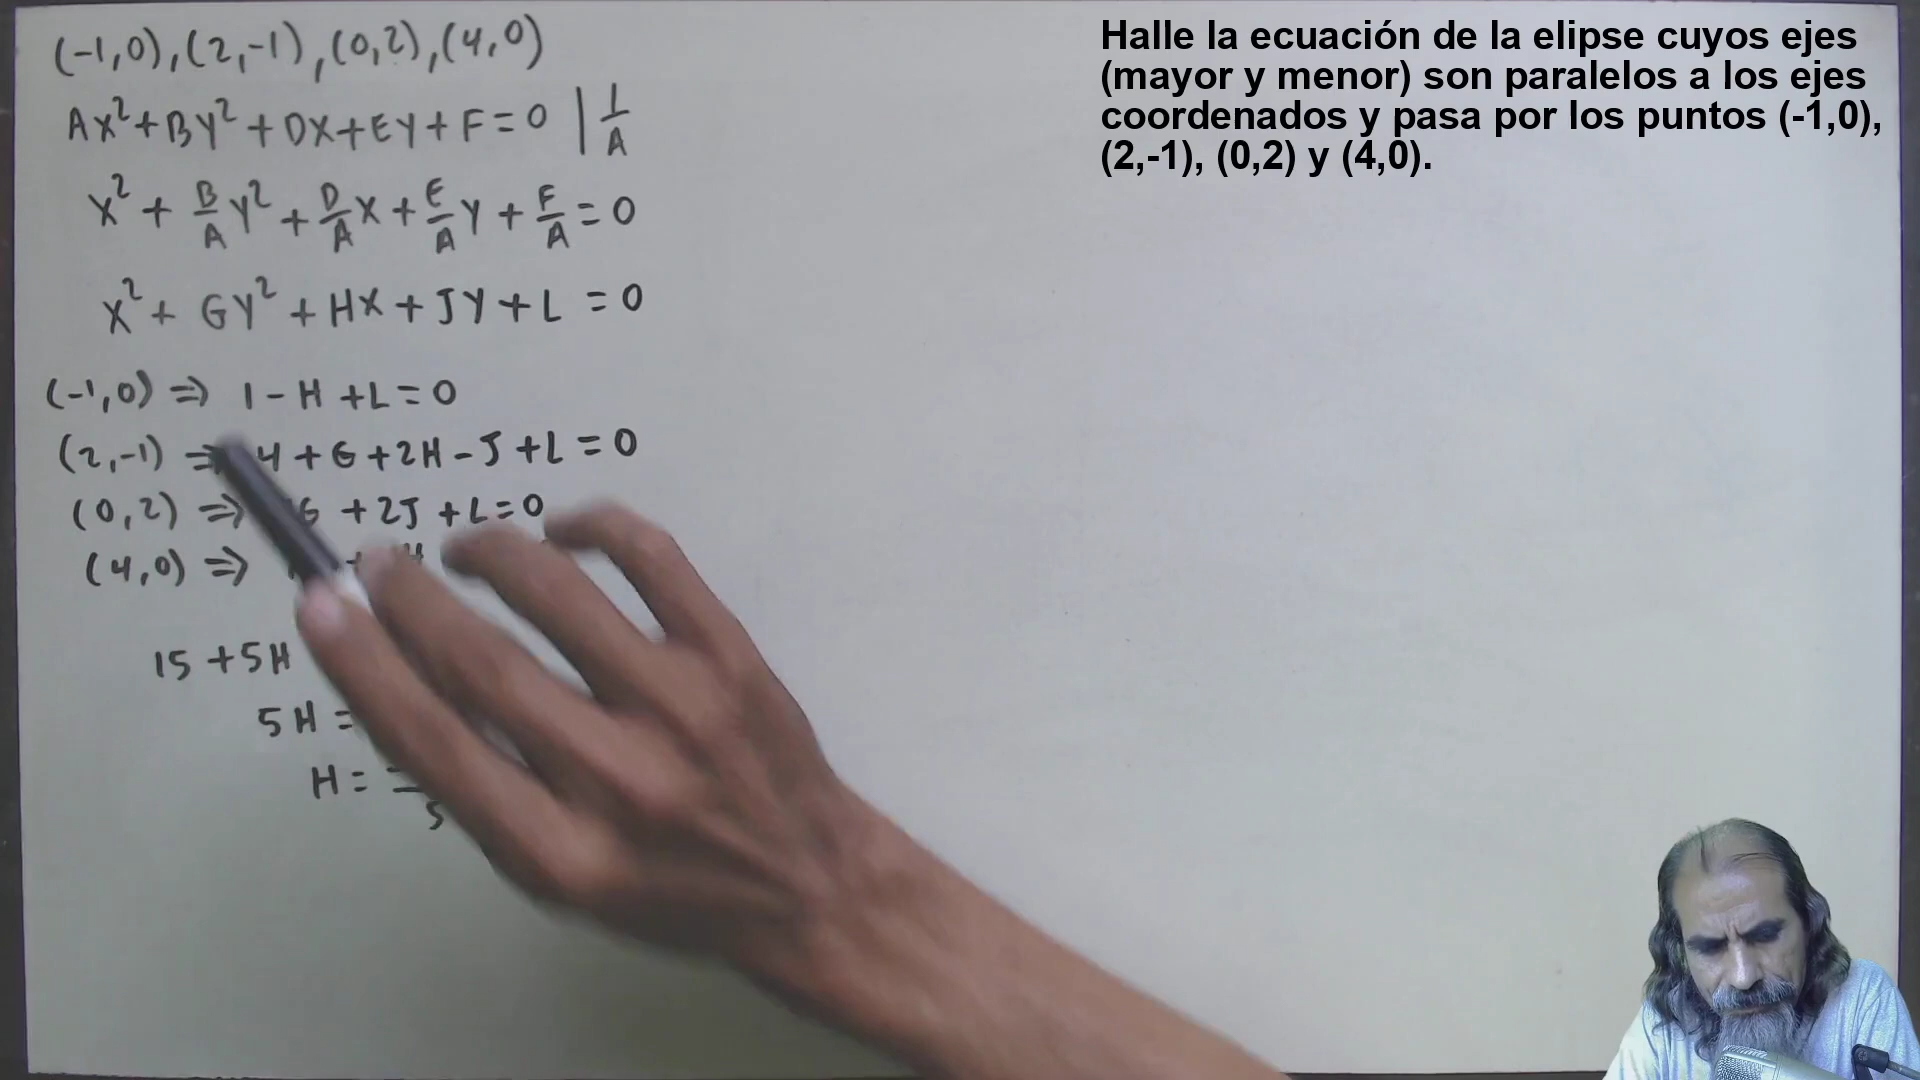 (-1,0),(2,-1),(0,2),(4,0)
Ax²+By²+Dx+Ey+F=0 | 1/A
x²+B/A y²+D/A x+E/A y+F/A=0
x²+Gy²+Hx+Jy+L=0
(-1,0) ⇒ 1-H+L=0
(2,-1) ⇒ 4+G+2H-J+L=0
(0,2) ⇒ G+2J+L=0
(4,0) ⇒
15+5H
5H=
H=
5
Halle la ecuación de la elipse cuyos ejes
(mayor y menor) son paralelos a los ejes
coordenados y pasa por los puntos (-1,0),
(2,-1), (0,2) y (4,0).